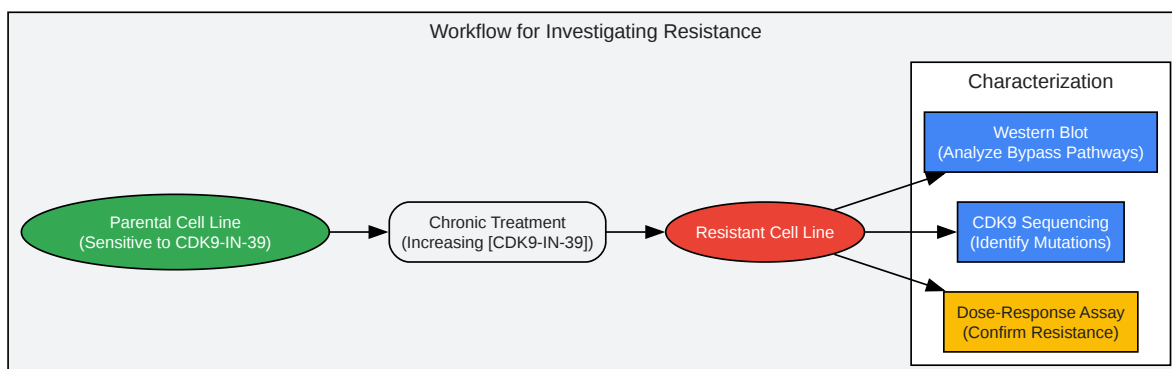 Workflow for Investigating Resistance
Characterization
Parental Cell Line
(Sensitive to CDK9-IN-39)
Chronic Treatment
(Increasing [CDK9-IN-39])
Resistant Cell Line
Western Blot
(Analyze Bypass Pathways)
CDK9 Sequencing
(Identify Mutations)
Dose-Response Assay
(Confirm Resistance)